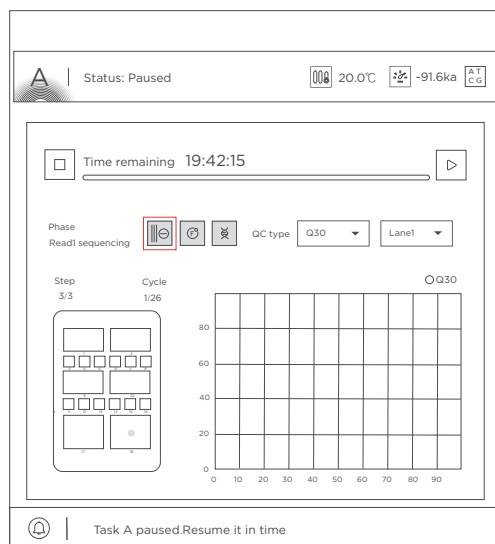 A
Status: Paused
20.0℃
-91.6ka
A T
C G
Time remaining 19:42:15
Phase
Read1 sequencing
F
QC type
Q30
Lane1
Step
3/3
Cycle
1/26
Q30
80
60
40
20
0
0 10 20 30 40 50 60 70 80 90
Task A paused.Resume it in time